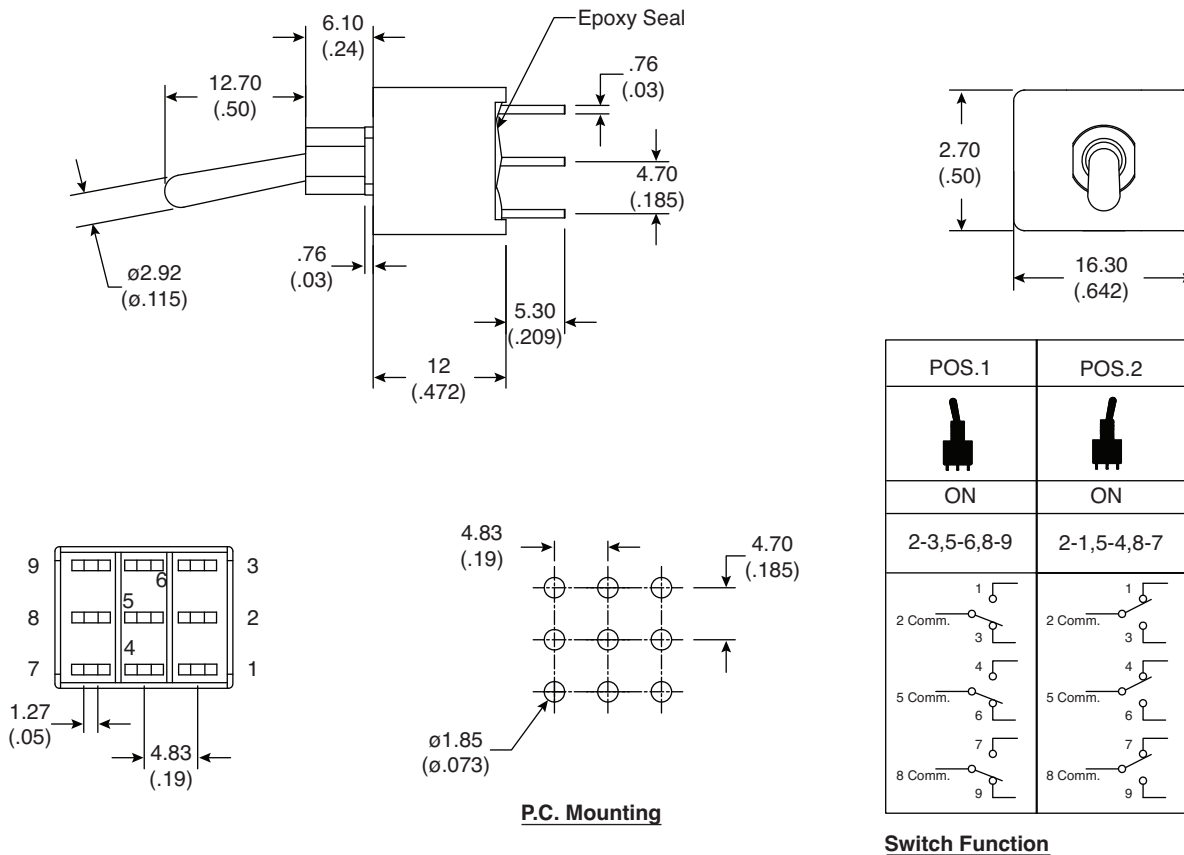 6.10
(.24)
Epoxy Seal
12.70
(.50)
.76
(.03)
4.70
(.185)
ø2.92
(ø.115)
.76
(.03)
5.30
(.209)
12
(.472)
2.70
(.50)
16.30
(.642)
POS.1 POS.2
ON ON
2-3,5-6,8-9 2-1,5-4,8-7
1 1
2 Comm. 2 Comm.
3 3
4 4
5 Comm. 5 Comm.
6 6
7 7
8 Comm. 8 Comm.
9 9
Switch Function
9 6 3
8 5 2
7 4 1
1.27
(.05)
4.83
(.19)
4.83
(.19)
4.70
(.185)
ø1.85
(ø.073)
P.C. Mounting